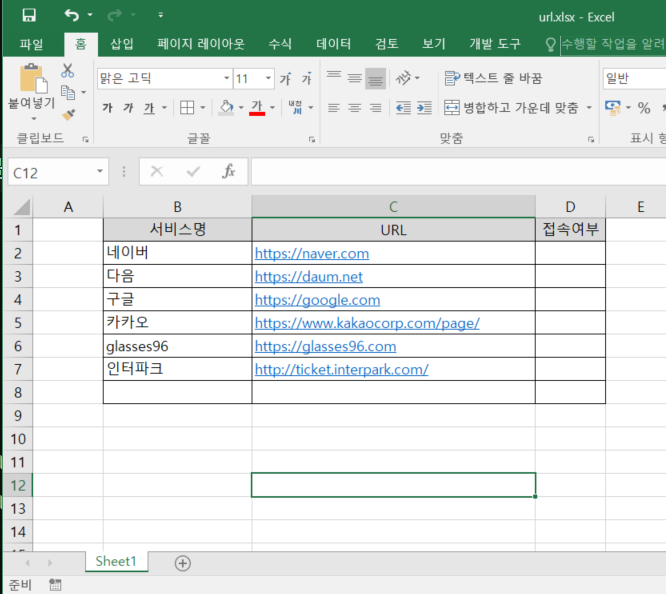 url.xlsx - Excel
파일 홈 삽입 페이지 레이아웃 수식 데이터 검토 보기 개발 도구 수행할 작업을 알려
붙여넣기
맑은 고딕 11 가 가 텍스트 줄 바꿈 일반
가 가 가 가 내천 병합하고 가운데 맞춤 %
클립보드 글꼴 맞춤 표시 형
C12 fx
A B C D E
1 서비스명 URL 접속여부
2 네이버 https://naver.com
3 다음 https://daum.net
4 구글 https://google.com
5 카카오 https://www.kakaocorp.com/page/
6 glasses96 https://glasses96.com
7 인터파크 http://ticket.interpark.com/
8
9
10
11
12
13
14
Sheet1
준비